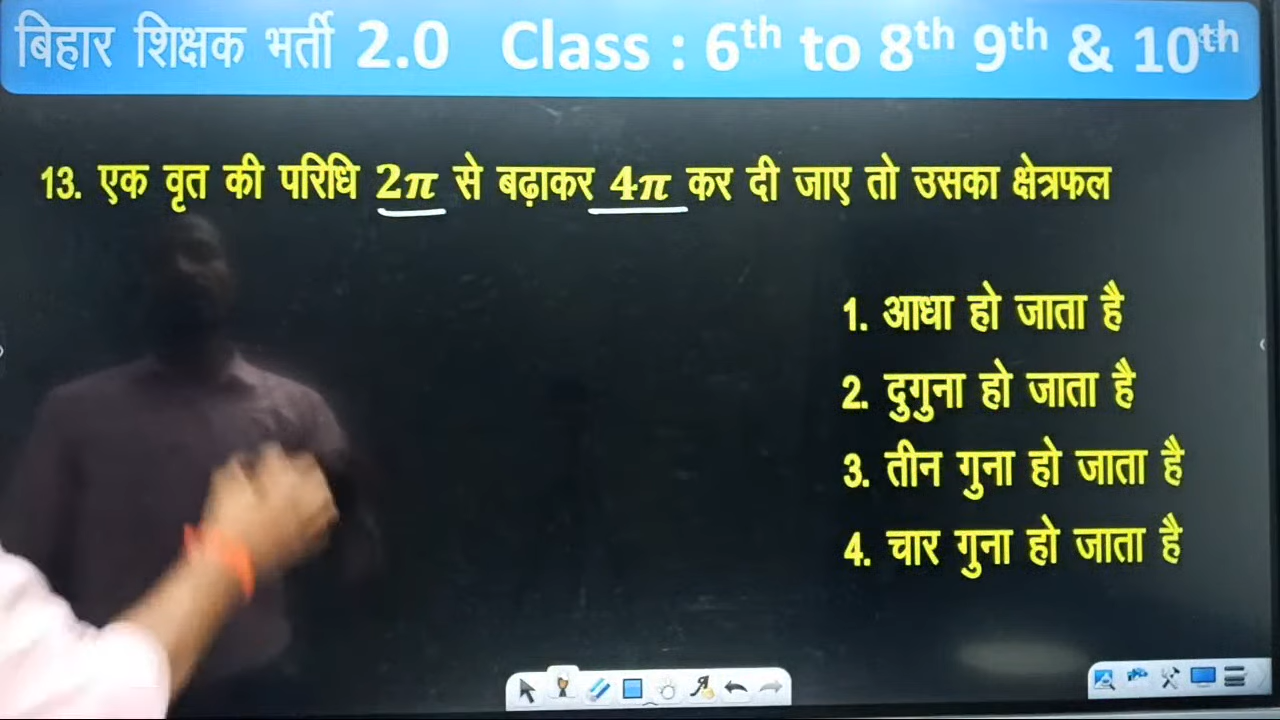 बिहार शिक्षक भर्ती 2.0 Class : 6th to 8th 9th & 10th
13. एक वृत की परिधि 2π से बढ़ाकर 4π कर दी जाए तो उसका क्षेत्रफल
1. आधा हो जाता है
2. दुगुना हो जाता है
3. तीन गुना हो जाता है
4. चार गुना हो जाता है